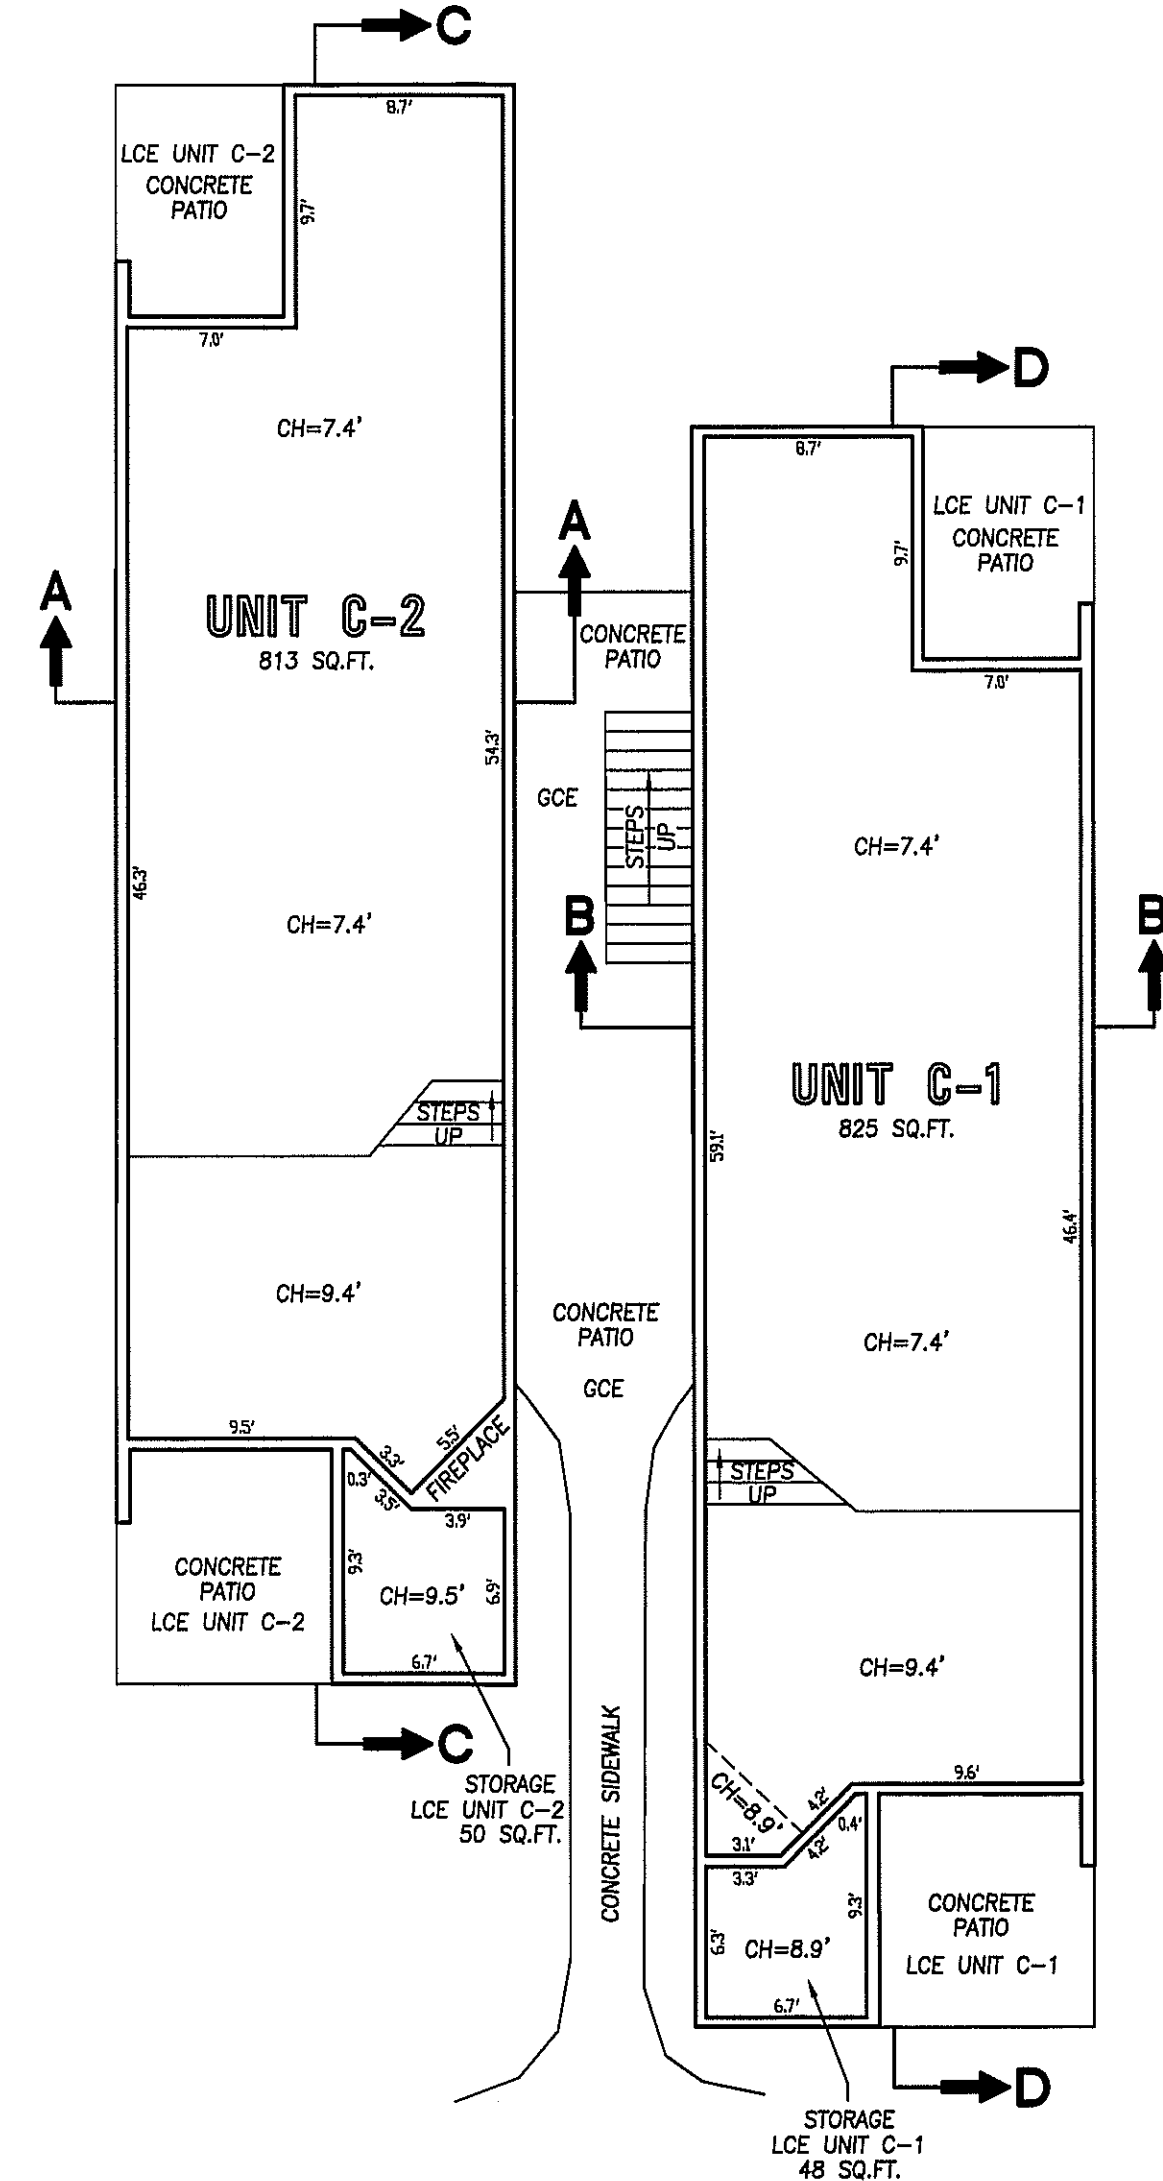 C
8.7'
LCE UNIT C-2
CONCRETE
PATIO
9.7'
7.0'
CH=7.4'
A
A
UNIT C-2
813 SQ.FT.
54.3'
46.3'
CH=7.4'
STEPS
UP
CH=9.4'
9.5'
3.3'
5.5'
FIREPLACE
0.3'
3.5'
3.9'
9.3'
6.9'
CONCRETE
PATIO
LCE UNIT C-2
CH=9.5'
6.7'
C
STORAGE
LCE UNIT C-2
50 SQ.FT.
CONCRETE
PATIO
GCE
STEPS
UP
CONCRETE
PATIO
GCE
CONCRETE SIDEWALK
D
8.7'
LCE UNIT C-1
CONCRETE
PATIO
9.7'
7.0'
CH=7.4'
B
B
UNIT C-1
825 SQ.FT.
59.1'
46.4'
CH=7.4'
STEPS
UP
CH=9.4'
CH=8.9'
9.6'
4.2'
0.4'
4.2'
3.1'
3.3'
9.3'
6.3'
CH=8.9'
CONCRETE
PATIO
LCE UNIT C-1
6.7'
D
STORAGE
LCE UNIT C-1
48 SQ.FT.